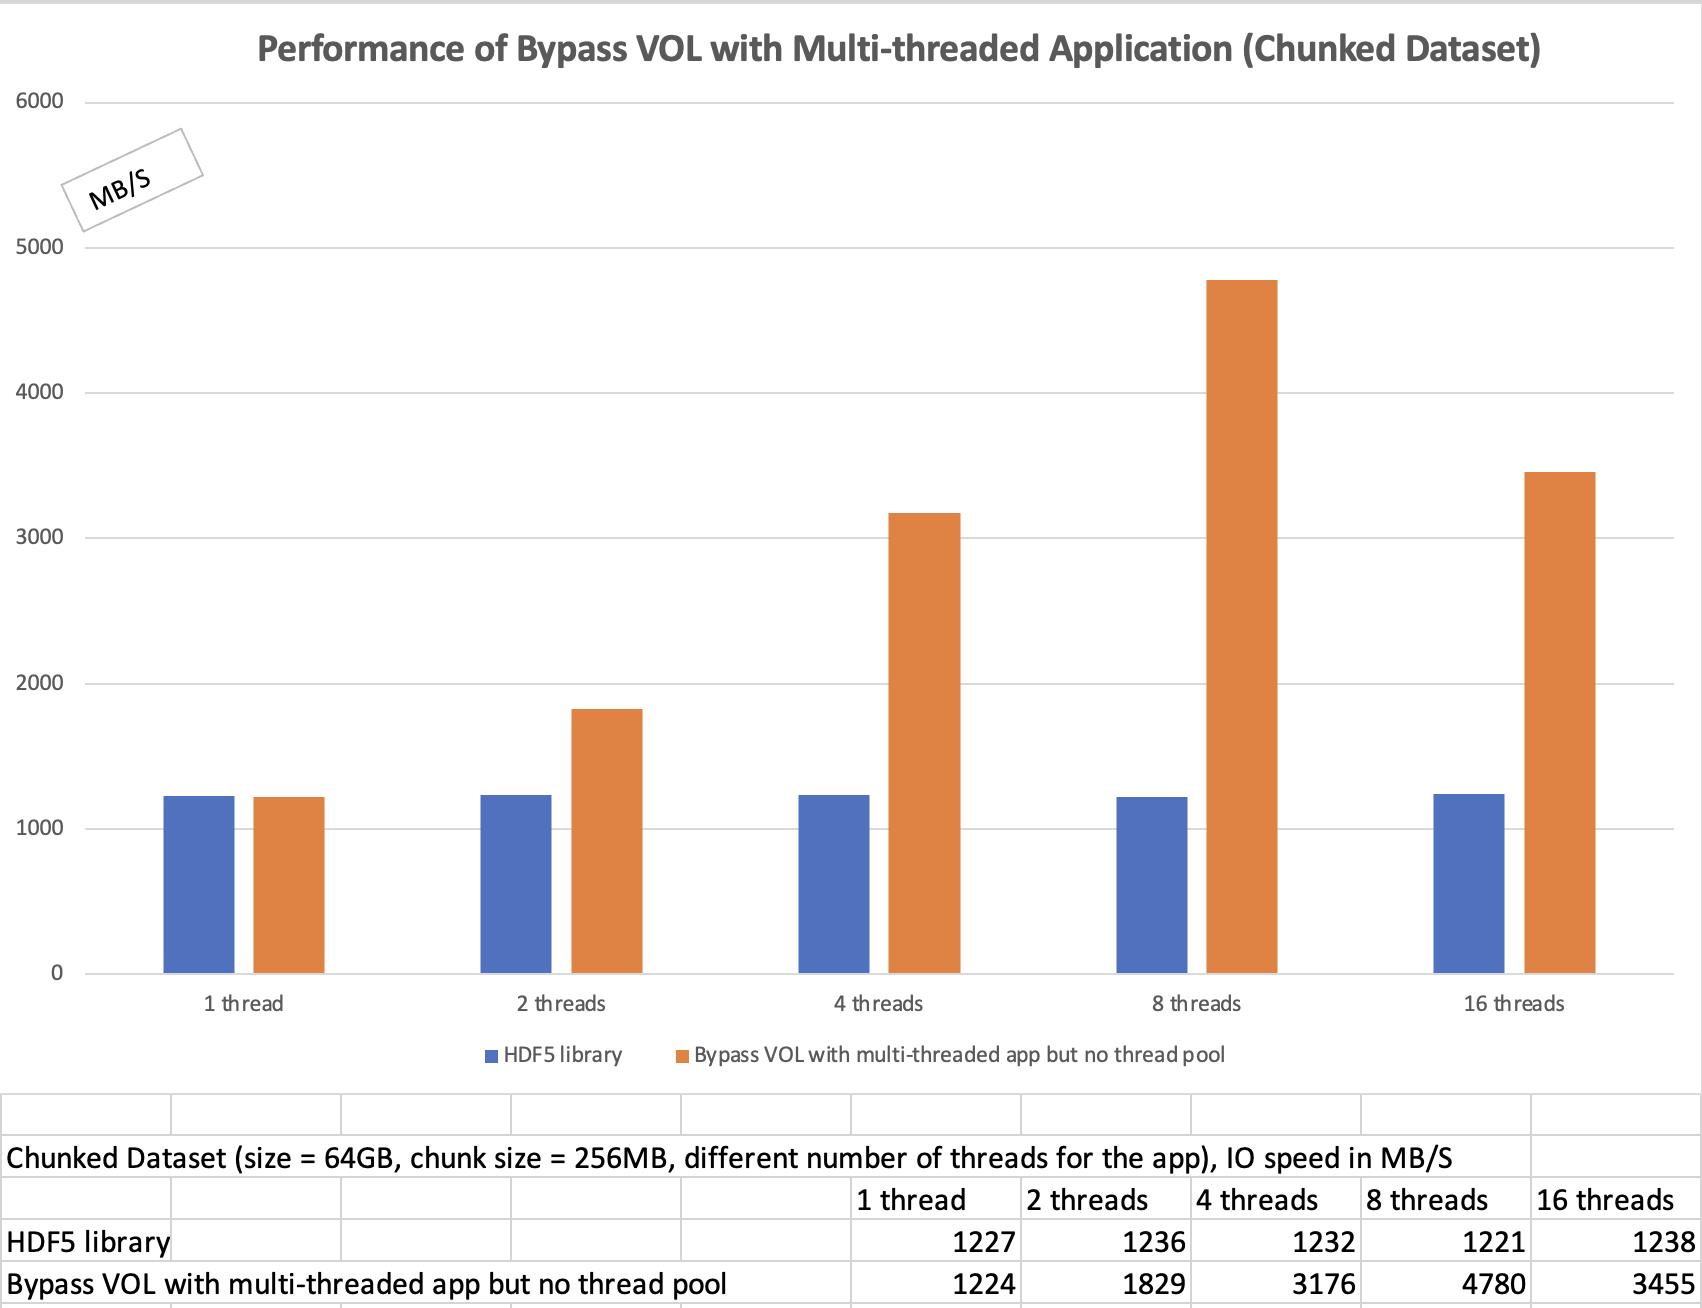 Performance of Bypass VOL with Multi-threaded Application (Chunked Dataset)
6000
MB/S
5000
4000
3000
2000
1000
0
1 thread 2 threads 4 threads 8 threads 16 threads
HDF5 library Bypass VOL with multi-threaded app but no thread pool
Chunked Dataset (size = 64GB, chunk size = 256MB, different number of threads for the app), IO speed in MB/S
1 thread 2 threads 4 threads 8 threads 16 threads
HDF5 library 1227 1236 1232 1221 1238
Bypass VOL with multi-threaded app but no thread pool 1224 1829 3176 4780 3455